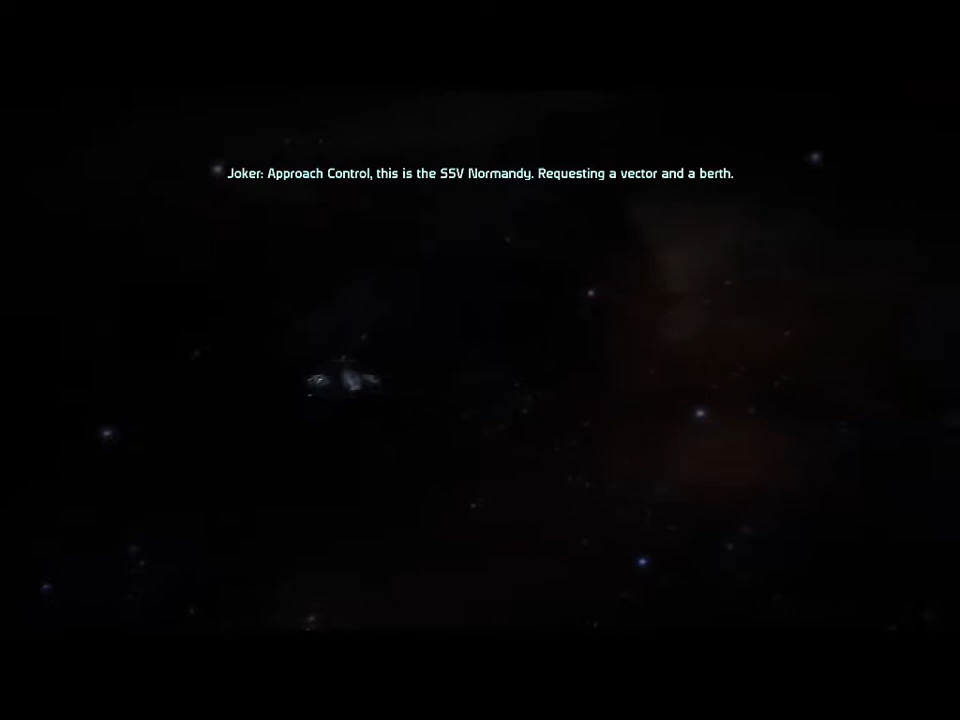 Joker: Approach Control, this is the SSV Normandy. Requesting a vector and a berth.